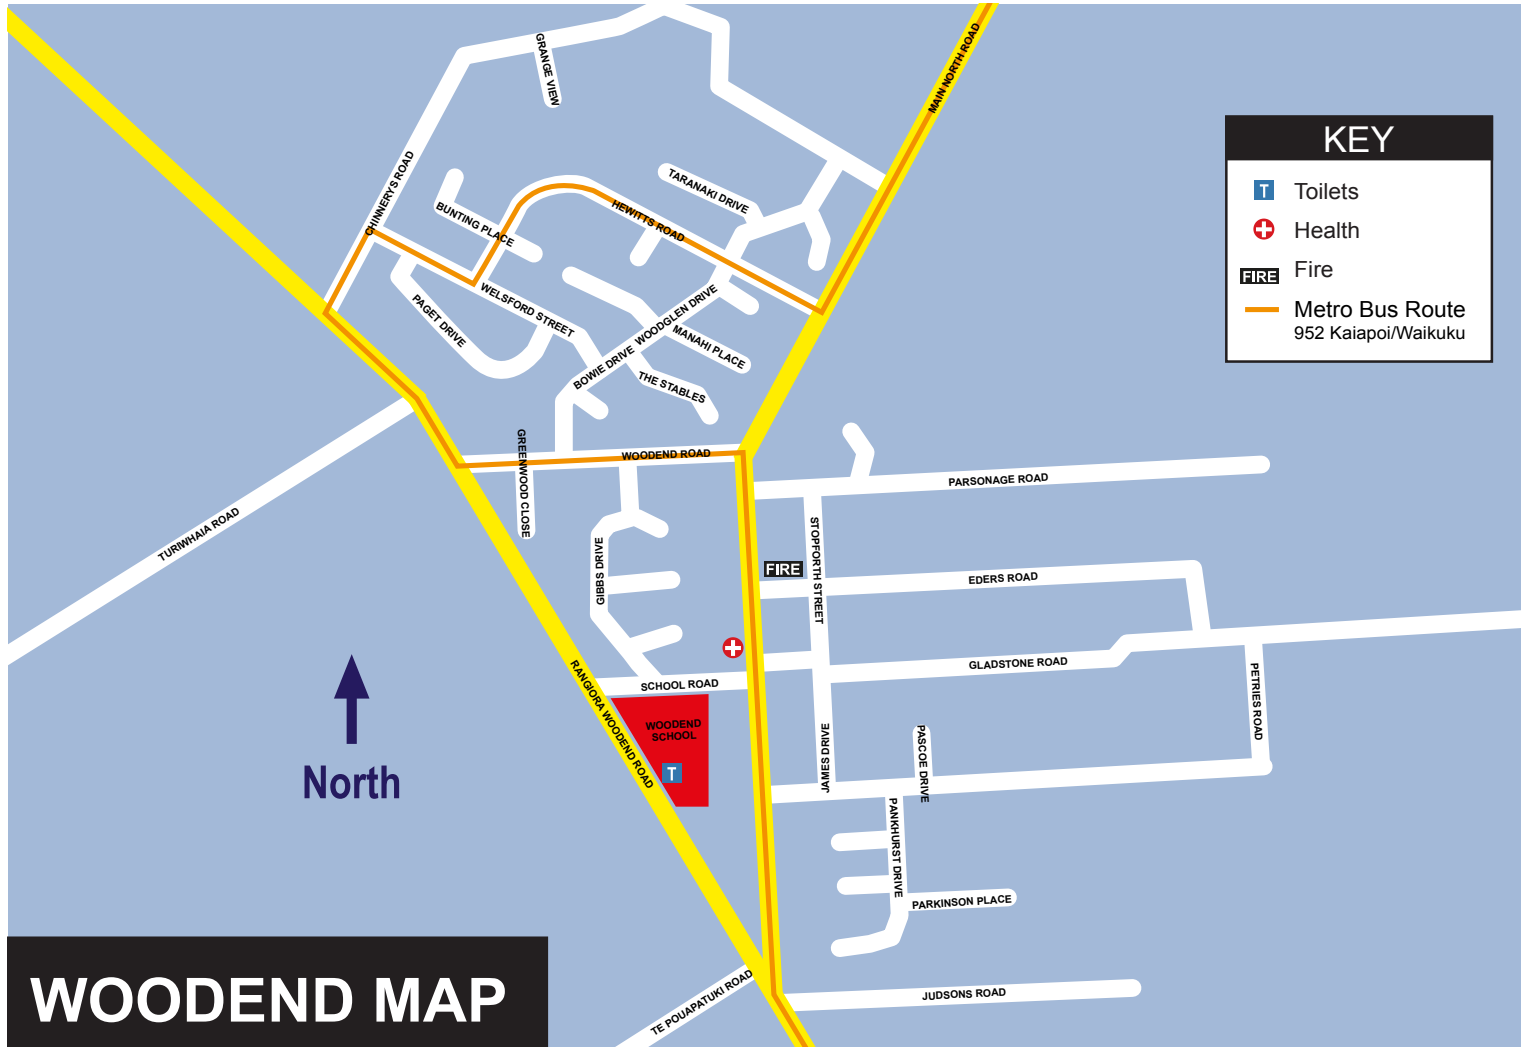 GRANGE VIEW
MAIN NORTH ROAD
CHINNERYS ROAD
TARANAKI DRIVE
HEWITTS ROAD
BUNTING PLACE
WELSFORD STREET
PAGET DRIVE
WOODGLEN DRIVE
MANAHI PLACE
BOWIE DRIVE
THE STABLES
KEY
T
Toilets
Health
FIRE
Fire
Metro Bus Route
952 Kaiapoi/Waikuku
GREENWOOD CLOSE
WOODEND ROAD
PARSONAGE ROAD
TURIWHAIA ROAD
STOPFORTH STREET
FIRE
EDERS ROAD
GIBBS DRIVE
GLADSTONE ROAD
SCHOOL ROAD
RANGIORA WOODEND ROAD
WOODEND
SCHOOL
T
PETRIES ROAD
JAMES DRIVE
PASCOE DRIVE
PANKHURST DRIVE
PARKINSON PLACE
North
JUDSONS ROAD
TE POUAPATUKI ROAD
WOODEND MAP